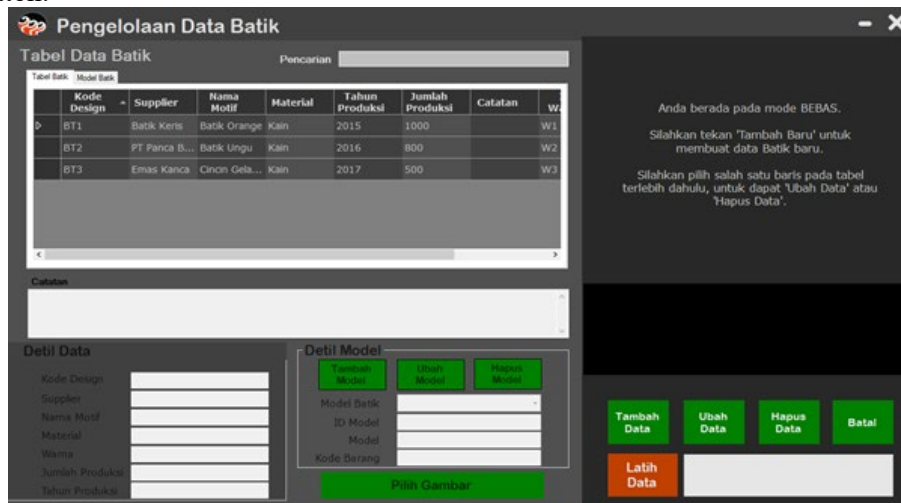 Pengelolaan Data Batik
Tabel Data Batik
Pencarian
Tabel Batik Model Batik
Kode Design Supplier Nama Motif Material Tahun Produksi Jumlah Produksi Catatan
BT1 Batik Keris Batik Orange Kain 2015 1000 W1
BT2 PT Panca B... Batik Ungu Kain 2016 800 W2
BT3 Emas Kanca Cincin Gela... Kain 2017 500 W3
Catatan
Detil Data
Kode Design
Supplier
Nama Motif
Material
Warna
Jumlah Produksi
Tahun Produksi
Detil Model
Tambah Model
Ubah Model
Hapus Model
Model Batik
ID Model
Model
Kode Barang
Pilih Gambar
Anda berada pada mode BEBAS.
Silahkan tekan 'Tambah Baru' untuk
membuat data Batik baru.
Silahkan pilih salah satu baris pada tabel
terlebih dahulu, untuk dapat 'Ubah Data' atau
'Hapus Data'.
Tambah Data
Ubah Data
Hapus Data
Batal
Latih Data